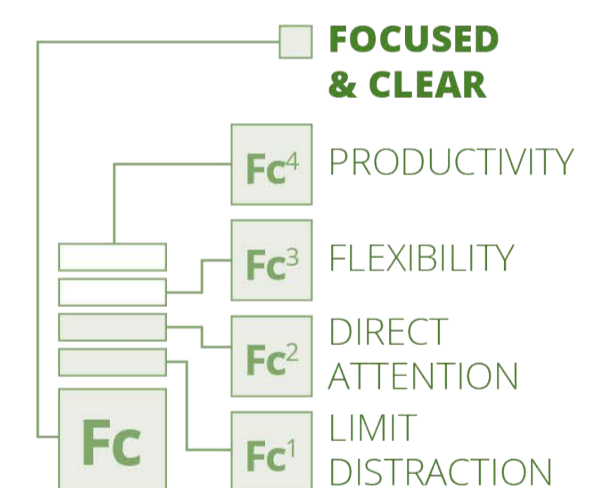 FOCUSED
& CLEAR
Fc4 PRODUCTIVITY
Fc3 FLEXIBILITY
Fc2 DIRECT
ATTENTION
Fc1 LIMIT
DISTRACTION
Fc